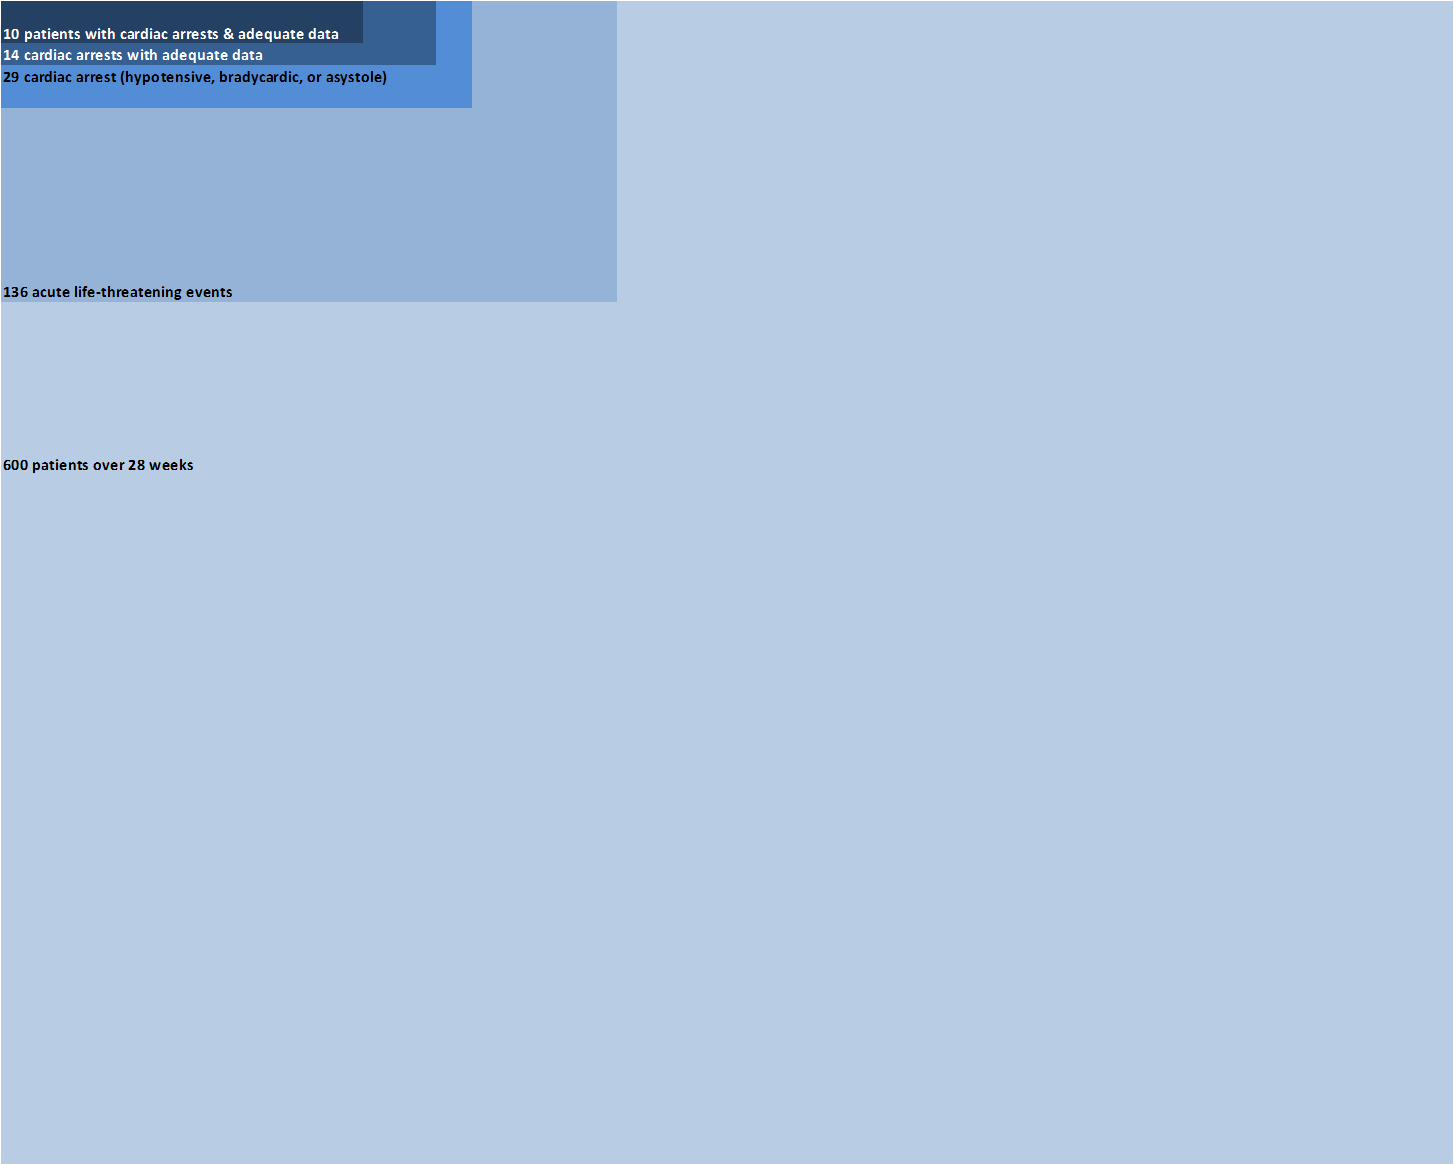 10 patients with cardiac arrests & adequate data
14 cardiac arrests with adequate data
29 cardiac arrest (hypotensive, bradycardic, or asystole)
136 acute life-threatening events
600 patients over 28 weeks